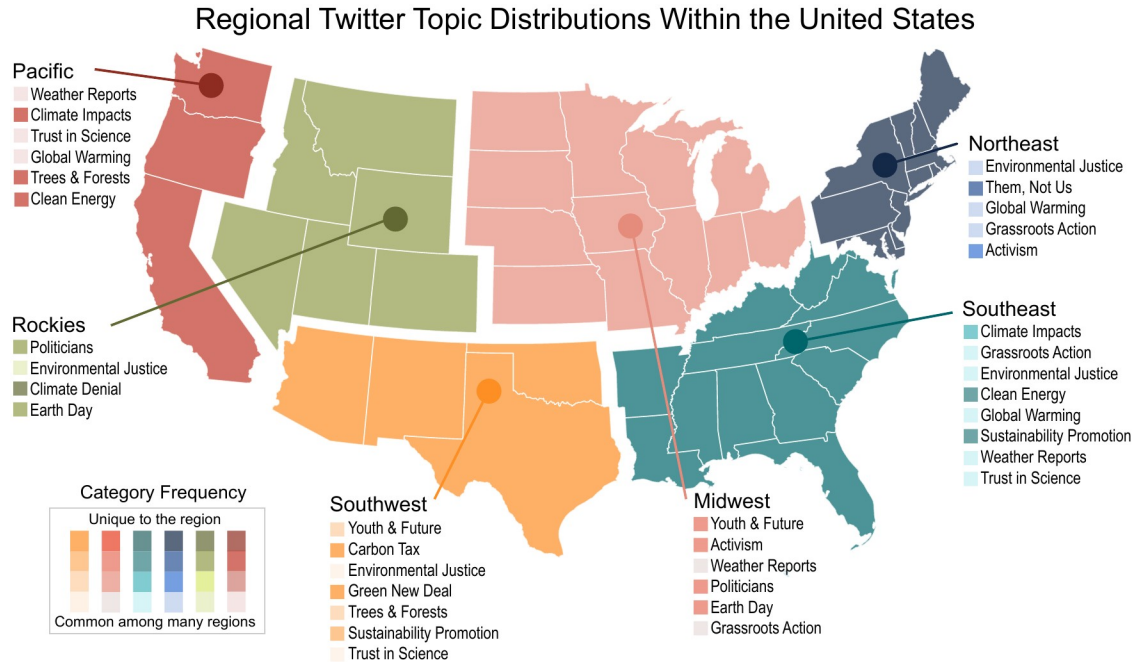 Regional Twitter Topic Distributions Within the United States
Pacific
Weather Reports
Climate Impacts
Trust in Science
Global Warming
Trees & Forests
Clean Energy
Northeast
Environmental Justice
Them, Not Us
Global Warming
Grassroots Action
Activism
Rockies
Politicians
Environmental Justice
Climate Denial
Earth Day
Southeast
Climate Impacts
Grassroots Action
Environmental Justice
Clean Energy
Global Warming
Sustainability Promotion
Weather Reports
Trust in Science
Category Frequency
Unique to the region
Common among many regions
Southwest
Youth & Future
Carbon Tax
Environmental Justice
Green New Deal
Trees & Forests
Sustainability Promotion
Trust in Science
Midwest
Youth & Future
Activism
Weather Reports
Politicians
Earth Day
Grassroots Action